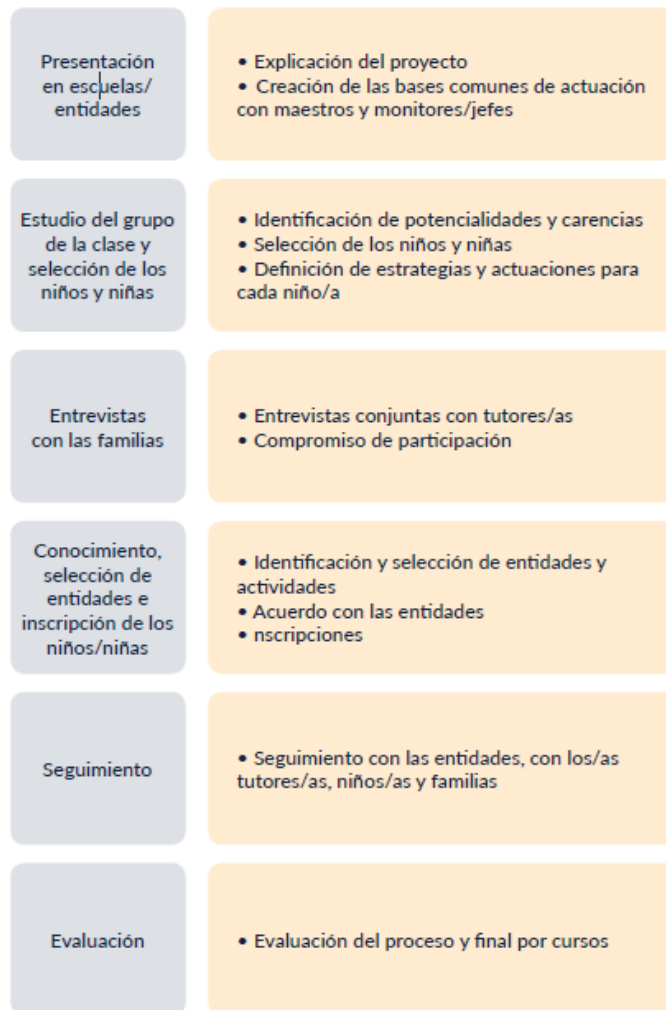 Presentación
en escuelas/
entidades
• Explicación del proyecto
• Creación de las bases comunes de actuación
con maestros y monitores/jefes
Estudio del grupo
de la clase y
selección de los
niños y niñas
• Identificación de potencialidades y carencias
• Selección de los niños y niñas
• Definición de estrategias y actuaciones para
cada niño/a
Entrevistas
con las familias
• Entrevistas conjuntas con tutores/as
• Compromiso de participación
Conocimiento,
selección de
entidades e
inscripción de los
niños/niñas
• Identificación y selección de entidades y
actividades
• Acuerdo con las entidades
• nscripciones
Seguimiento
• Seguimiento con las entidades, con los/as
tutores/as, niños/as y familias
Evaluación
• Evaluación del proceso y final por cursos